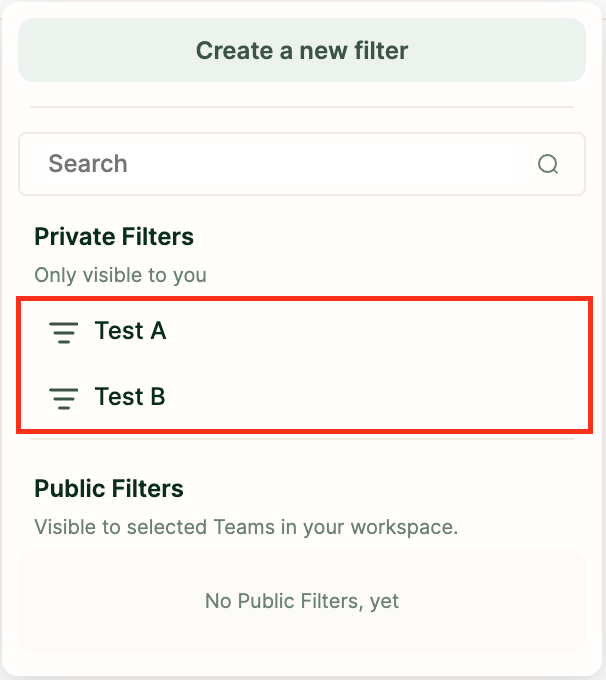 Create a new filter
Search
Private Filters
Only visible to you
Test A
Test B
Public Filters
Visible to selected Teams in your workspace.
No Public Filters, yet